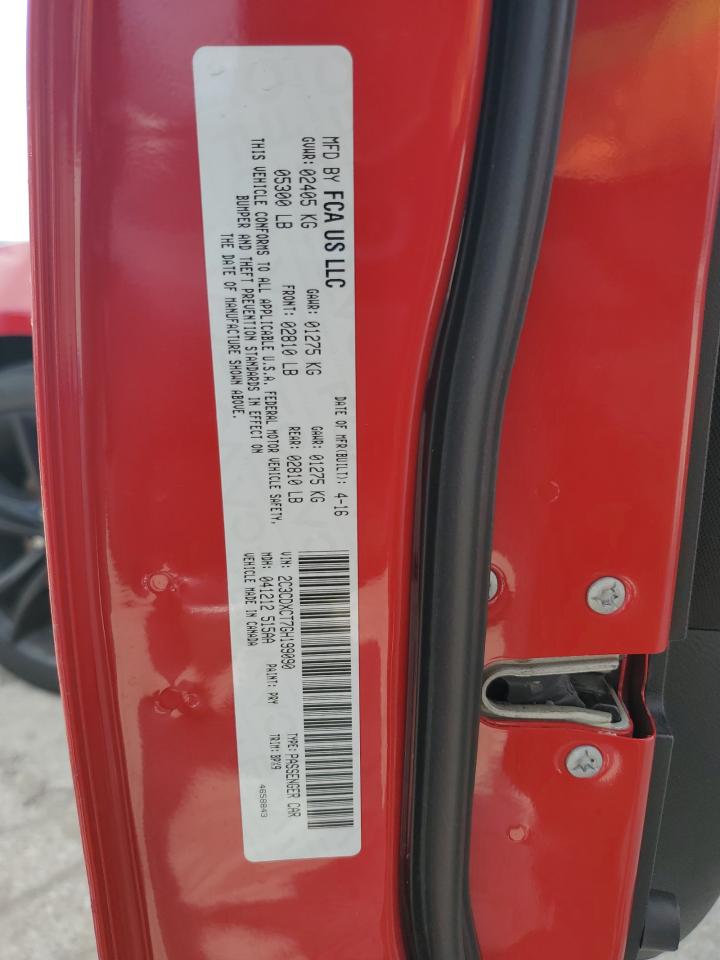 MFD BY FCA US LLC
DATE OF MFR(BUILT): 4-16
GVWR: 02405 KG GAWR: 01275 KG GAWR: 01275 KG
05300 LB FRONT: 02810 LB REAR: 02810 LB
THIS VEHICLE CONFORMS TO ALL APPLICABLE U.S.A. FEDERAL MOTOR VEHICLE SAFETY,
BUMPER AND THEFT PREVENTION STANDARDS IN EFFECT ON
THE DATE OF MANUFACTURE SHOWN ABOVE.
VIN: 2C3CDXCT7GH199090 TYPE: PASSENGER CAR
MDH: 041212 515AA PAINT: PRY TRIM: BPX9
VEHICLE MADE IN CANADA 4658843